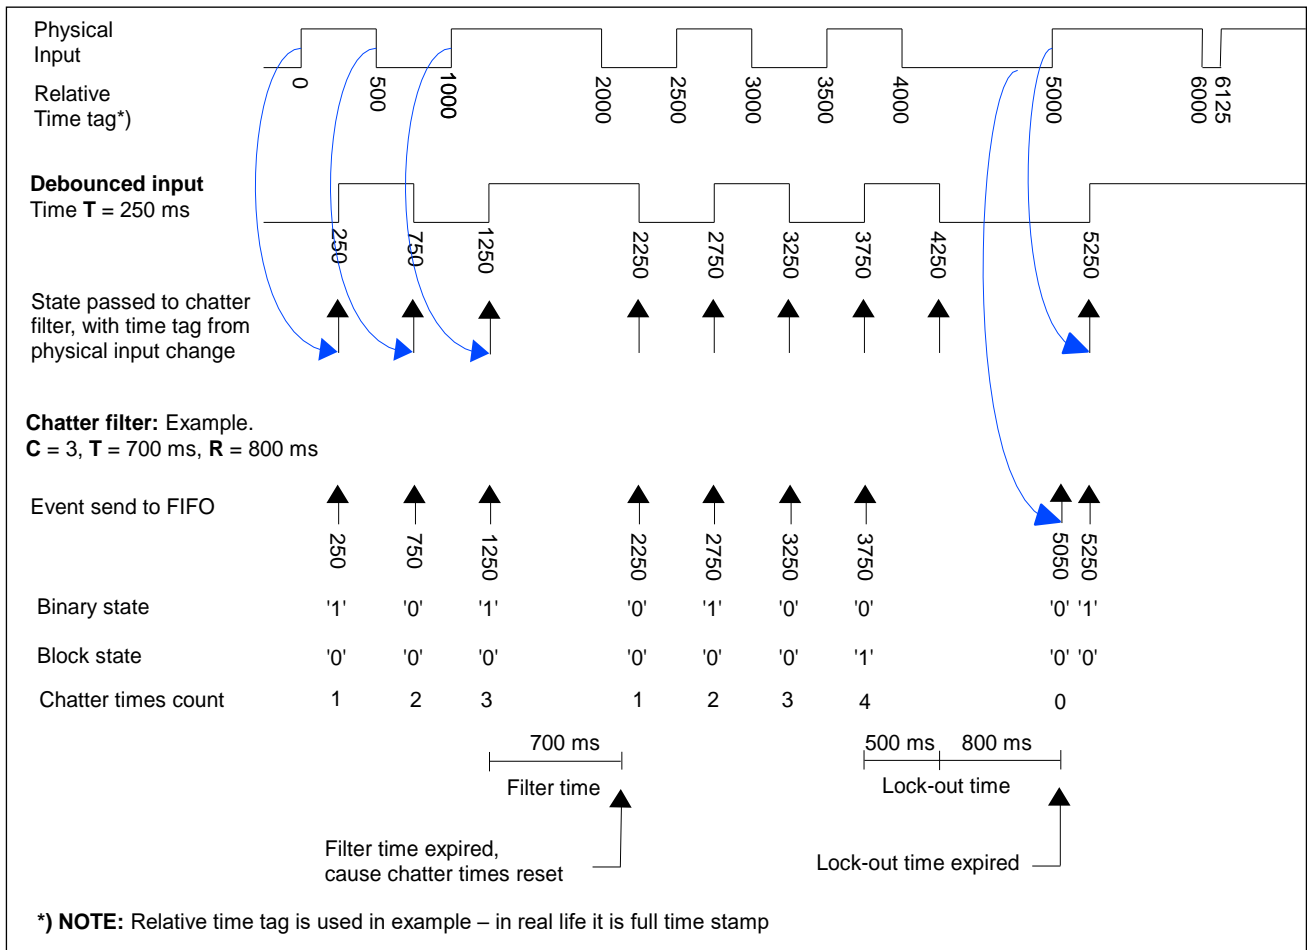 Physical
Input
0
500
1000
2000
2500
3000
3500
4000
5000
6000
6125
Relative
Time tag*)
Debounced input
Time T = 250 ms
250
750
1250
2250
2750
3250
3750
4250
5250
State passed to chatter
filter, with time tag from
physical input change
Chatter filter: Example.
C = 3, T = 700 ms, R = 800 ms
Event send to FIFO
250
750
1250
2250
2750
3250
3750
5050
5250
Binary state '1' '0' '1' '0' '1' '0' '0' '0' '1'
Block state '0' '0' '0' '0' '0' '0' '1' '0' '0'
Chatter times count 1 2 3 1 2 3 4 0
700 ms 500 ms 800 ms
Filter time Lock-out time
Filter time expired,
cause chatter times reset
Lock-out time expired
*) NOTE: Relative time tag is used in example – in real life it is full time stamp